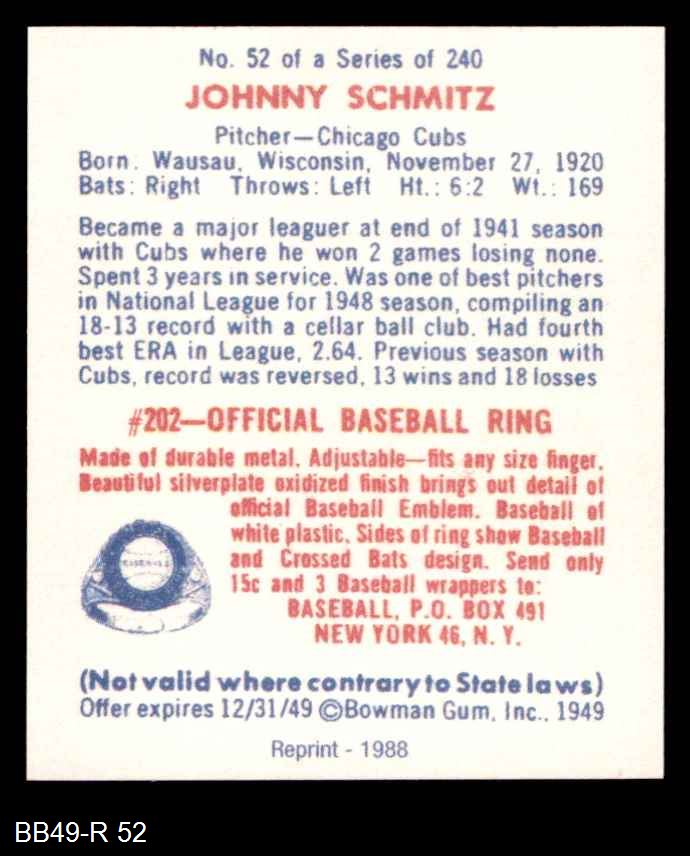 No. 52 of a Series of 240
JOHNNY SCHMITZ
Pitcher—Chicago Cubs
Born: Wausau, Wisconsin, November 27, 1920
Bats: Right Throws: Left Ht.: 6:2 Wt.: 169
Became a major leaguer at end of 1941 season
with Cubs where he won 2 games losing none.
Spent 3 years in service. Was one of best pitchers
in National League for 1948 season, compiling an
18-13 record with a cellar ball club. Had fourth
best ERA in League, 2.64. Previous season with
Cubs, record was reversed, 13 wins and 18 losses
#202—OFFICIAL BASEBALL RING
Made of durable metal. Adjustable—fits any size finger.
Beautiful silverplate oxidized finish brings out detail of
official Baseball Emblem. Baseball of
white plastic. Sides of ring show Baseball
and Crossed Bats design. Send only
15c and 3 Baseball wrappers to:
BASEBALL, P.O. BOX 491
NEW YORK 46, N. Y.
BASEBALL
(Not valid where contrary to State laws)
Offer expires 12/31/49 ©Bowman Gum, Inc., 1949
Reprint - 1988
BB49-R 52